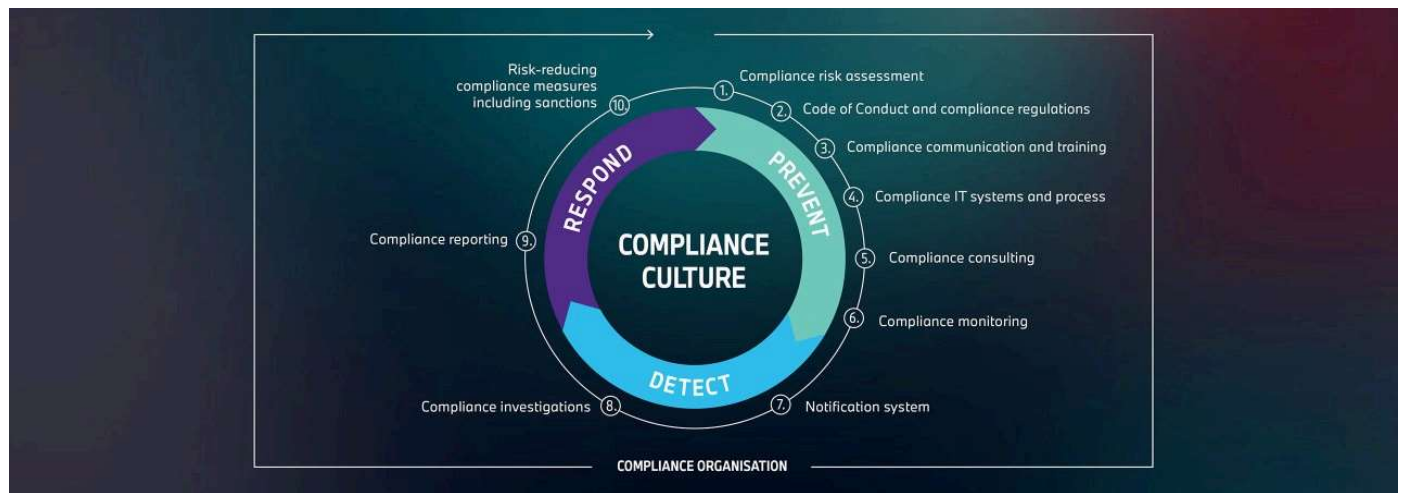 1. Compliance risk assessment
2. Code of Conduct and compliance regulations
3. Compliance communication and training
4. Compliance IT systems and process
5. Compliance consulting
6. Compliance monitoring
7. Notification system
8. Compliance investigations
9. Compliance reporting
10. Risk-reducing
compliance measures
including sanctions
PREVENT
DETECT
RESPOND
COMPLIANCE
CULTURE
COMPLIANCE ORGANISATION